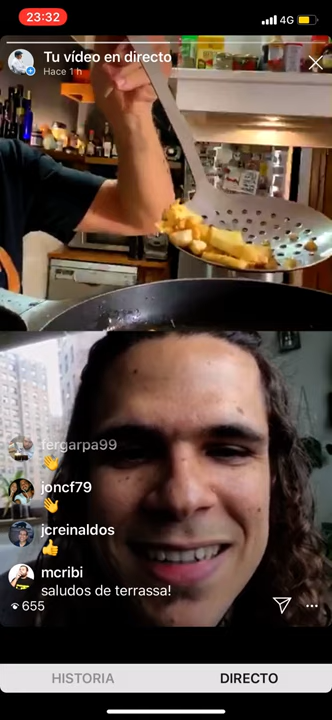 23:32
4G
Tu vídeo en directo
Hace 1 h
fergarpa99
joncf79
jcreinaldos
mcribi
saludos de terrassa!
655
HISTORIA
DIRECTO